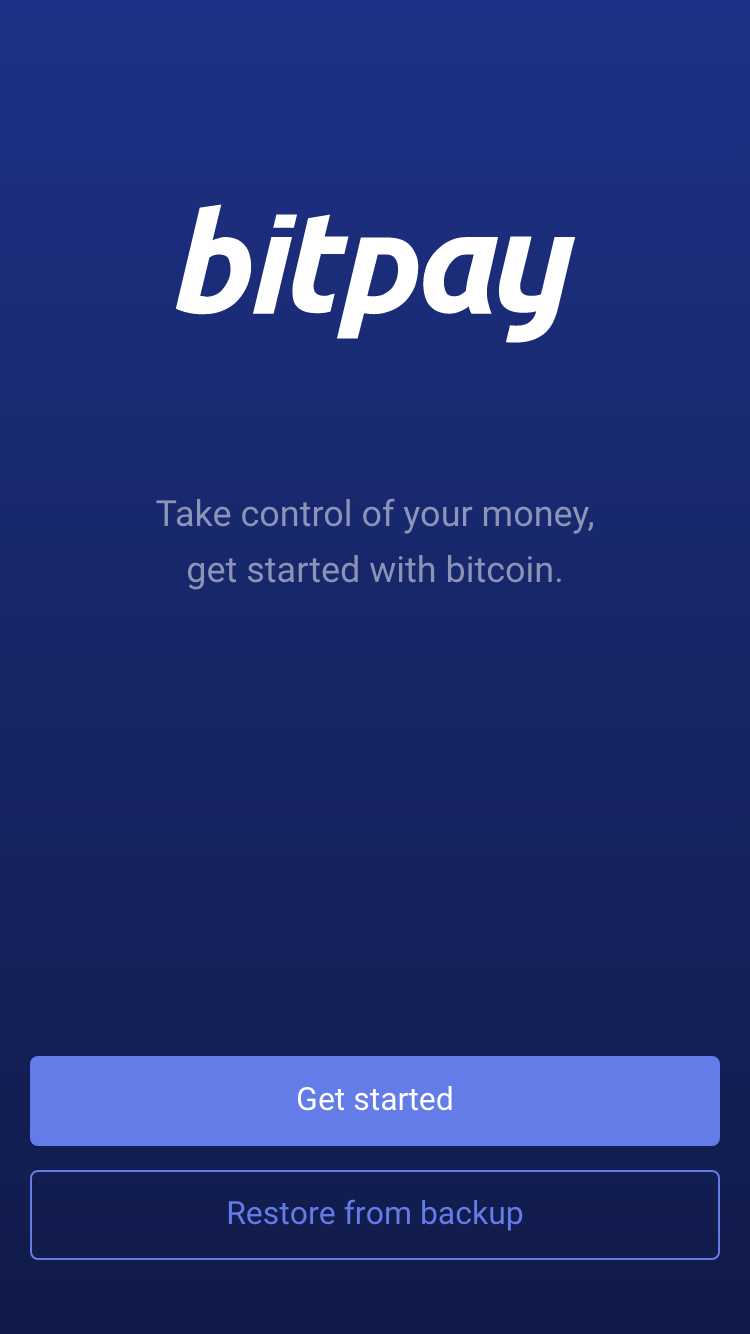 bitpay
Take control of your money,
get started with bitcoin.
Get started
Restore from backup